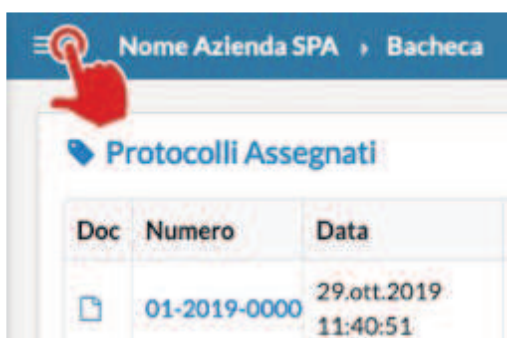 Nome Azienda SPA › Bacheca
Protocolli Assegnati
Doc Numero Data
01-2019-0000 29.ott.2019
11:40:51